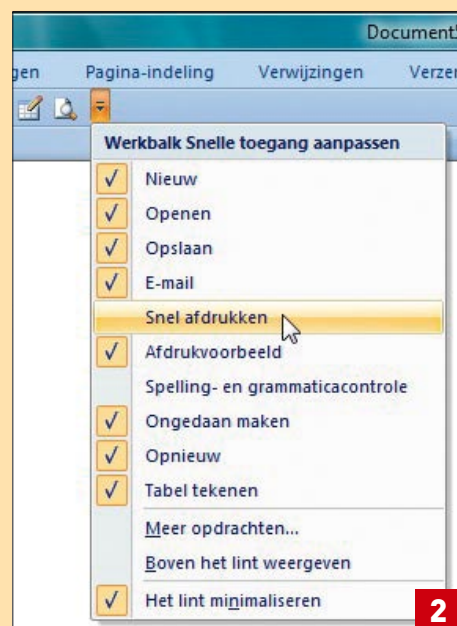 Document
gen Pagina-indeling Verwijzingen Verzen
Werkbalk Snelle toegang aanpassen
Nieuw
Openen
Opslaan
E-mail
Snel afdrukken
Afdrukvoorbeeld
Spelling- en grammaticacontrole
Ongedaan maken
Opnieuw
Tabel tekenen
Meer opdrachten...
Boven het lint weergeven
Het lint minimaliseren
2